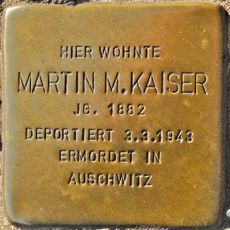 HIER WOHNTE
MARTIN M. KAISER
JG. 1882
DEPORTIERT 3.3.1943
ERMORDET IN
AUSCHWITZ